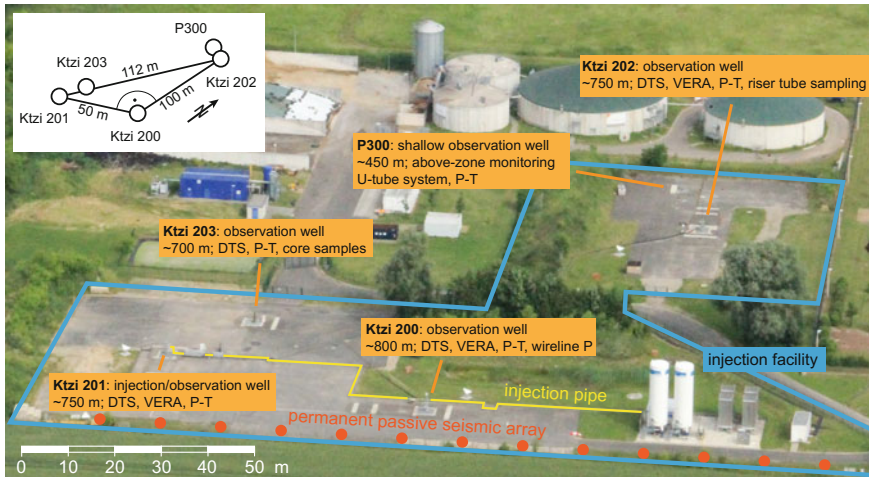 P300
Ktzi 203
112 m
Ktzi 202
Ktzi 201
50 m
100 m
Ktzi 200
N
Ktzi 202: observation well
~750 m; DTS, VERA, P-T, riser tube sampling
P300: shallow observation well
~450 m; above-zone monitoring
U-tube system, P-T
Ktzi 203: observation well
~700 m; DTS, P-T, core samples
Ktzi 200: observation well
~800 m; DTS, VERA, P-T, wireline P
injection facility
Ktzi 201: injection/observation well
~750 m; DTS, VERA, P-T
injection pipe
permanent passive seismic array
0 10 20 30 40 50 m